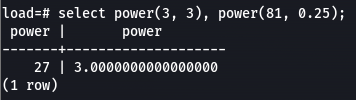 load=# select power(3, 3), power(81, 0.25);
 power |       power
-------+--------------------
    27 | 3.0000000000000000
(1 row)